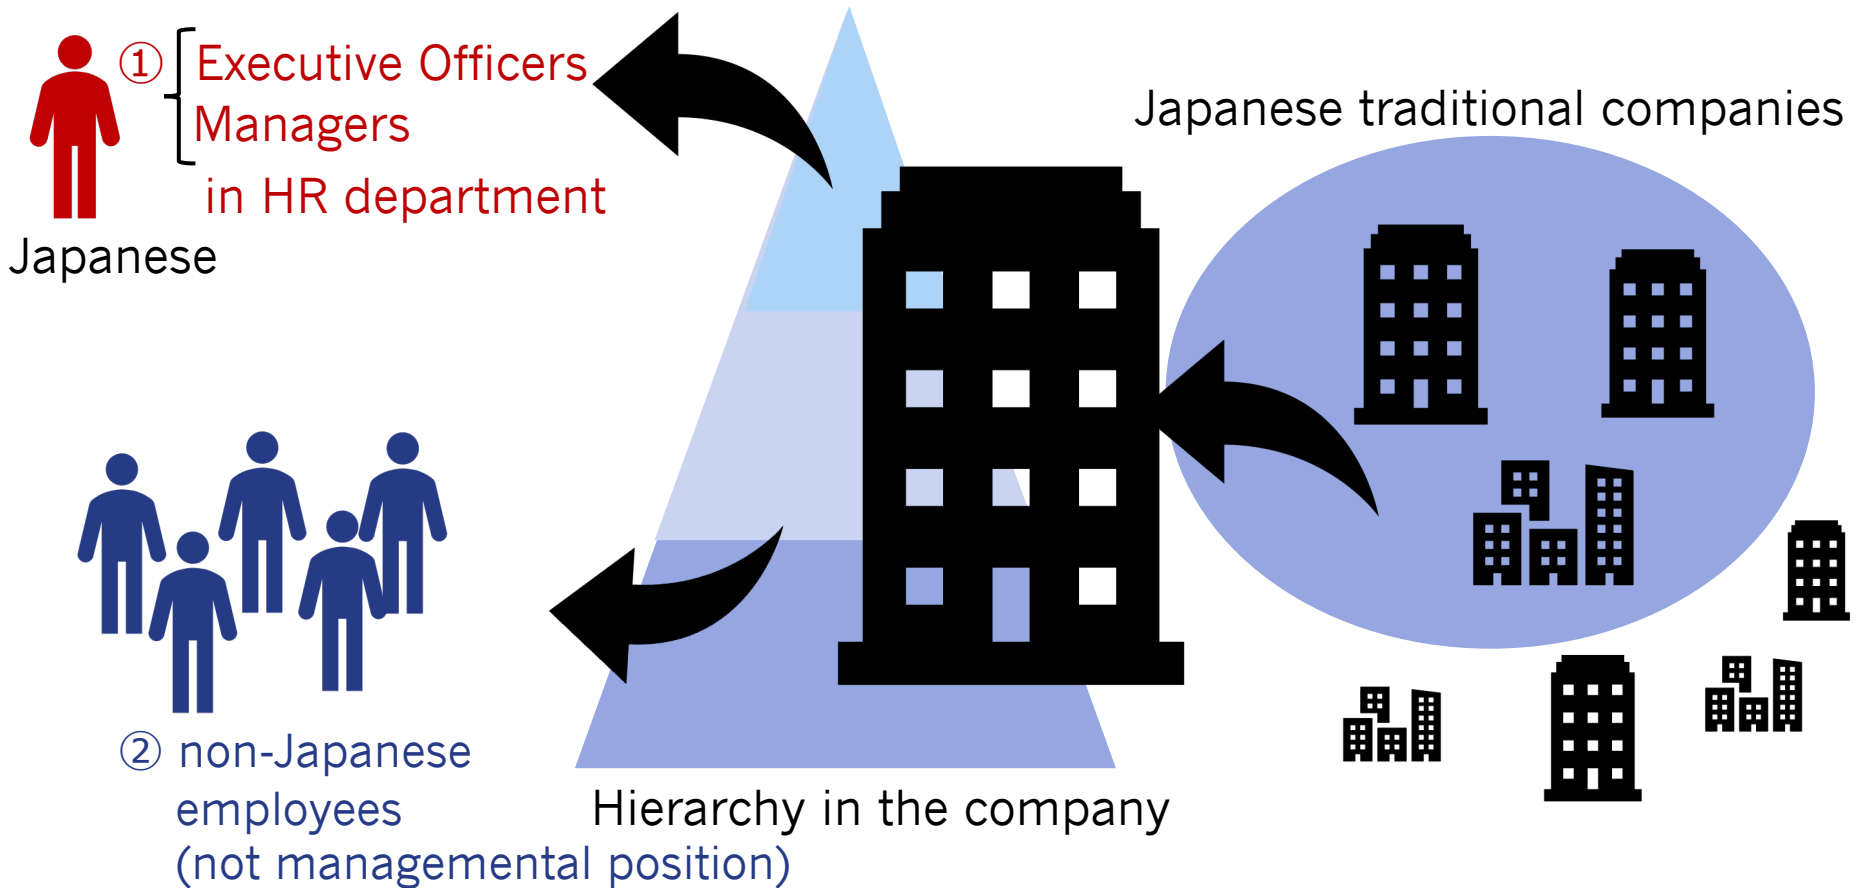 ① Executive Officers
Managers
in HR department
Japanese
Japanese traditional companies
② non-Japanese
employees
(not managemental position)
Hierarchy in the company